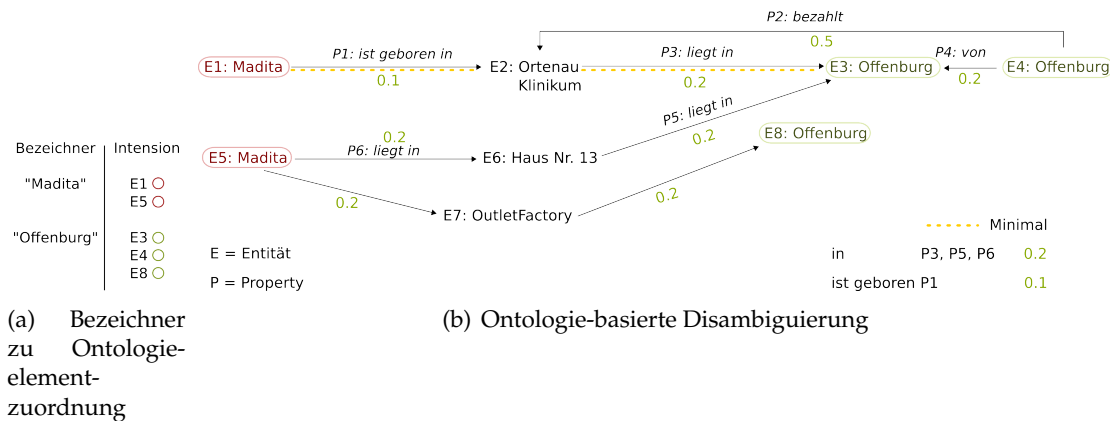 P2: bezahlt
0.5
P1: ist geboren in
P3: liegt in
P4: von
E1: Madita
E2: Ortenau
Klinikum
E3: Offenburg
E4: Offenburg
0.1
0.2
0.2
P5: liegt in
0.2
0.2
E8: Offenburg
P6: liegt in
E5: Madita
E6: Haus Nr. 13
0.2
0.2
E7: OutletFactory
Bezeichner Intension
"Madita" E1
E5
"Offenburg" E3
E4
E8
E = Entität
P = Property
Minimal
in P3, P5, P6 0.2
ist geboren P1 0.1
(a) Bezeichner
zu Ontologie-
element-
zuordnung
(b) Ontologie-basierte Disambiguierung